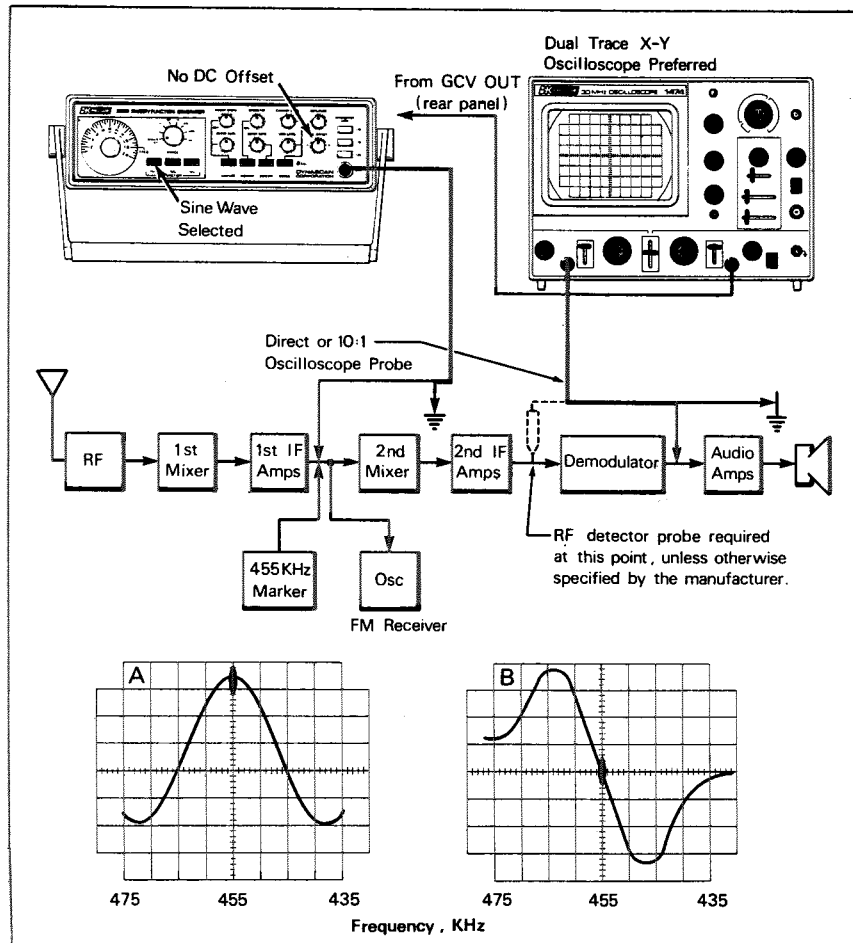 Dual Trace X-Y
Oscilloscope Preferred
No DC Offset
From GCV OUT
(rear panel)
BK
30 MHz OSCILLOSCOPE 1474
DYNASCAN
CORPORATION
Sine Wave
Selected
Direct or 10:1
Oscilloscope Probe
RF
1st
Mixer
1st IF
Amps
2nd
Mixer
2nd IF
Amps
Demodulator
Audio
Amps
455KHz
Marker
Osc
FM Receiver
RF detector probe required
at this point, unless otherwise
specified by the manufacturer.
A
B
475 455 435
475 455 435
Frequency, KHz